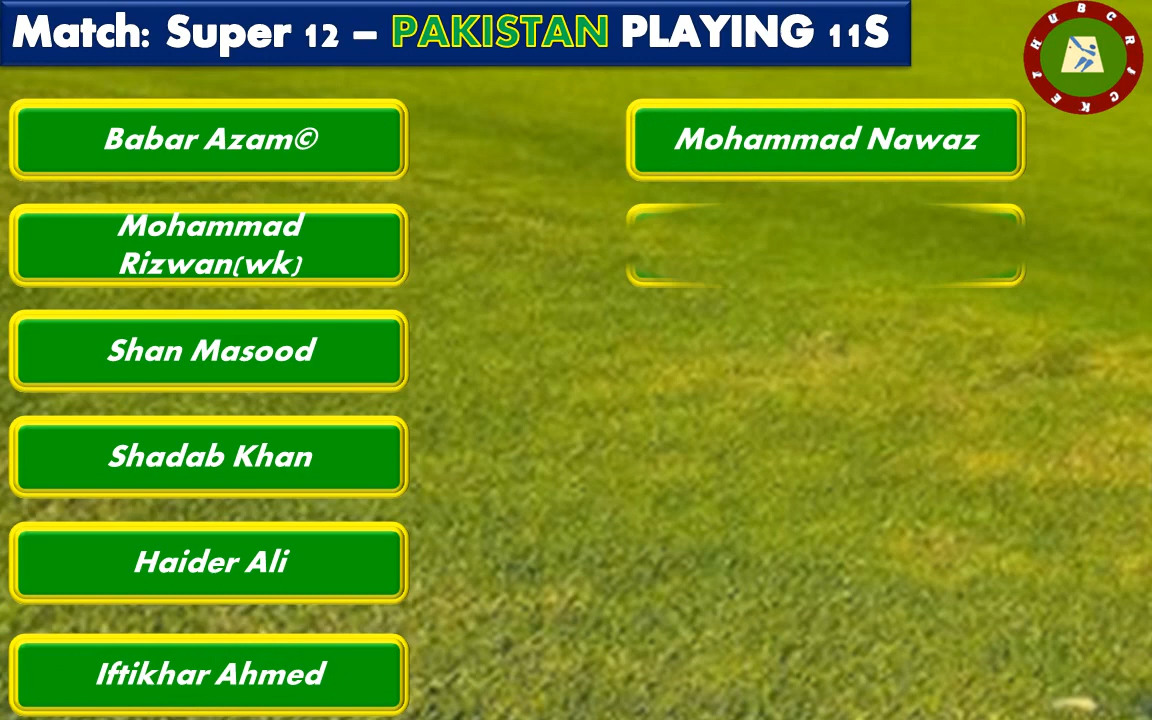 Match: Super 12 – PAKISTAN PLAYING 11S
Babar Azam©
Mohammad
Rizwan(wk)
Shan Masood
Shadab Khan
Haider Ali
Iftikhar Ahmed
Mohammad Nawaz